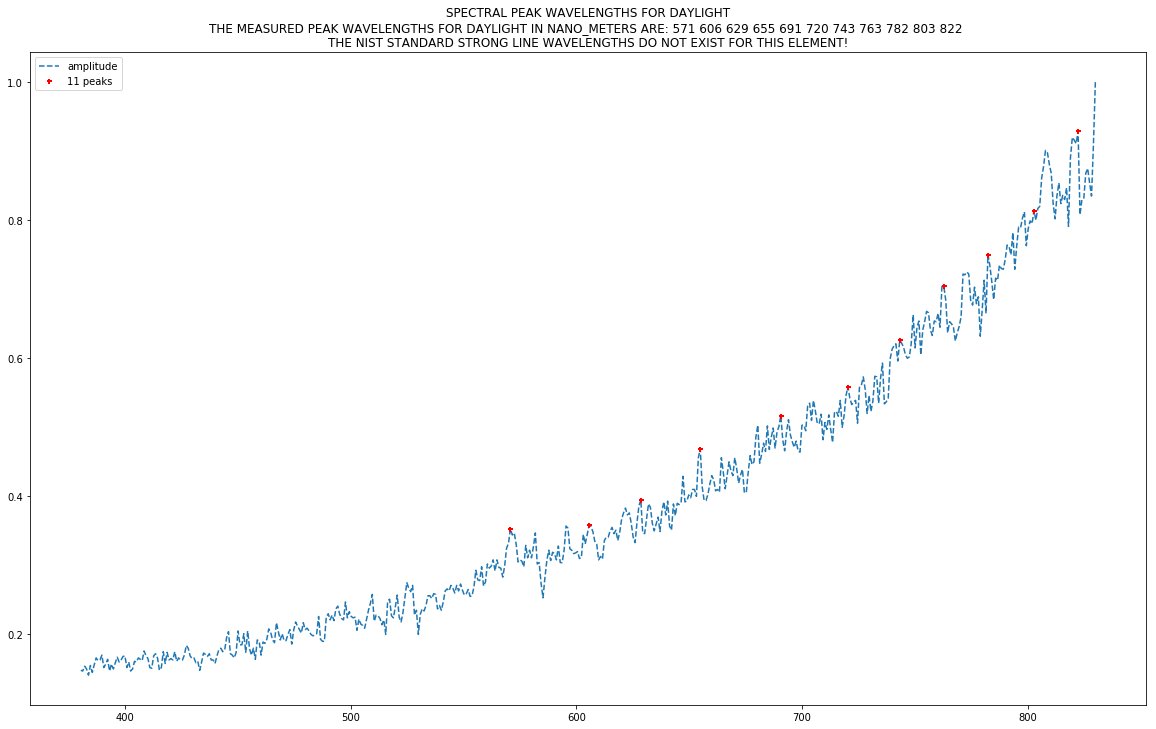 SPECTRAL PEAK WAVELENGTHS FOR DAYLIGHT
THE MEASURED PEAK WAVELENGTHS FOR DAYLIGHT IN NANO_METERS ARE: 571 606 629 655 691 720 743 763 782 803 822
THE NIST STANDARD STRONG LINE WAVELENGTHS DO NOT EXIST FOR THIS ELEMENT!
amplitude
11 peaks
1.0
0.8
0.6
0.4
0.2
400 500 600 700 800